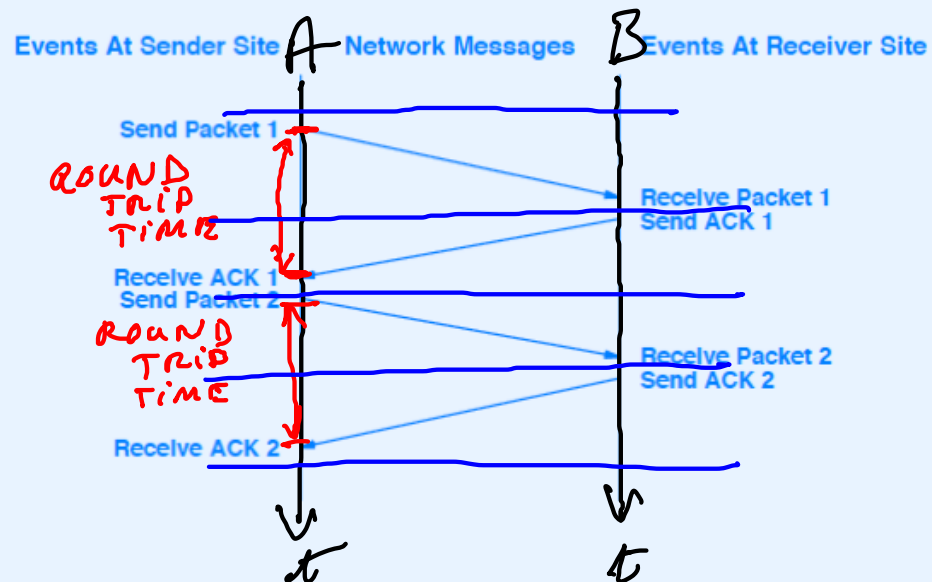 Events At Sender Site A Network Messages B Events At Receiver Site
Send Packet 1
ROUND
TRIP
TIME
Receive Packet 1
Send ACK 1
Receive ACK 1
Send Packet 2
ROUND
TRIP
TIME
Receive Packet 2
Send ACK 2
Receive ACK 2
t t